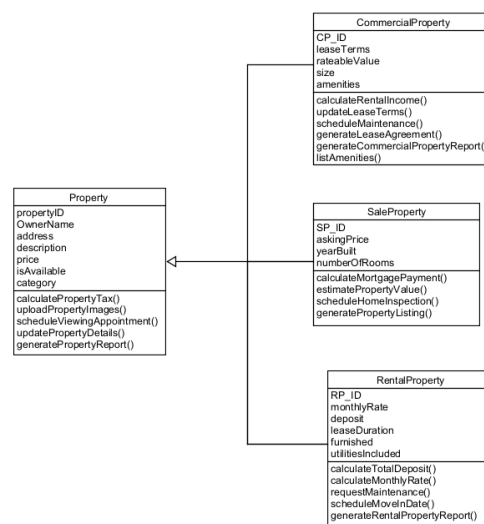 CommercialProperty
CP_ID
leaseTerms
rateableValue
size
amenities
calculateRentalIncome()
updateLeaseTerms()
scheduleMaintenance()
generateLeaseAgreement()
generateCommercialPropertyReport(
listAmenities()
Property
propertyID
OwnerName
address
description
price
isAvailable
category
calculatePropertyTax()
uploadPropertyImages()
scheduleViewingAppointment()
updatePropertyDetails()
generatePropertyReport()
SaleProperty
SP_ID
askingPrice
yearBuilt
numberOfRooms
calculateMortgagePayment()
estimatePropertyValue()
scheduleHomeInspection()
generatePropertyListing()
RentalProperty
RP_ID
monthlyRate
deposit
leaseDuration
furnished
utilitiesIncluded
calculateTotalDeposit()
calculateMonthlyRate()
requestMaintenance()
scheduleMoveInDate()
generateRentalPropertyReport()